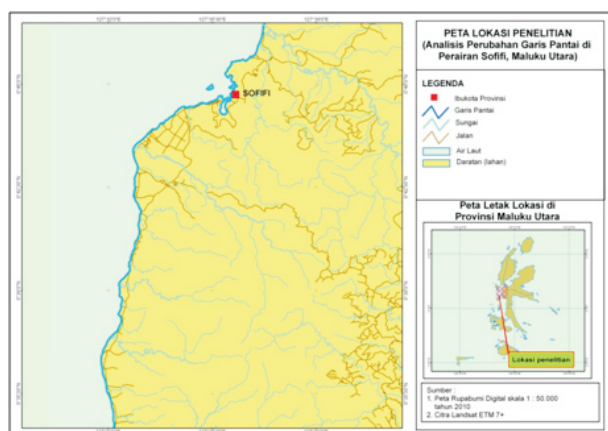 SOFIFI
PETA LOKASI PENELITIAN
(Analisis Perubahan Garis Pantai di
Perairan Sofifi, Maluku Utara)
LEGENDA
Ibukota Provinsi
Garis Pantai
Sungai
Jalan
Air Laut
Daratan (lahan)
Peta Letak Lokasi di
Provinsi Maluku Utara
Lokasi penelitian
Sumber :
1. Peta Rupabumi Digital skala 1 : 50.000
tahun 2010
2. Citra Landsat ETM 7+